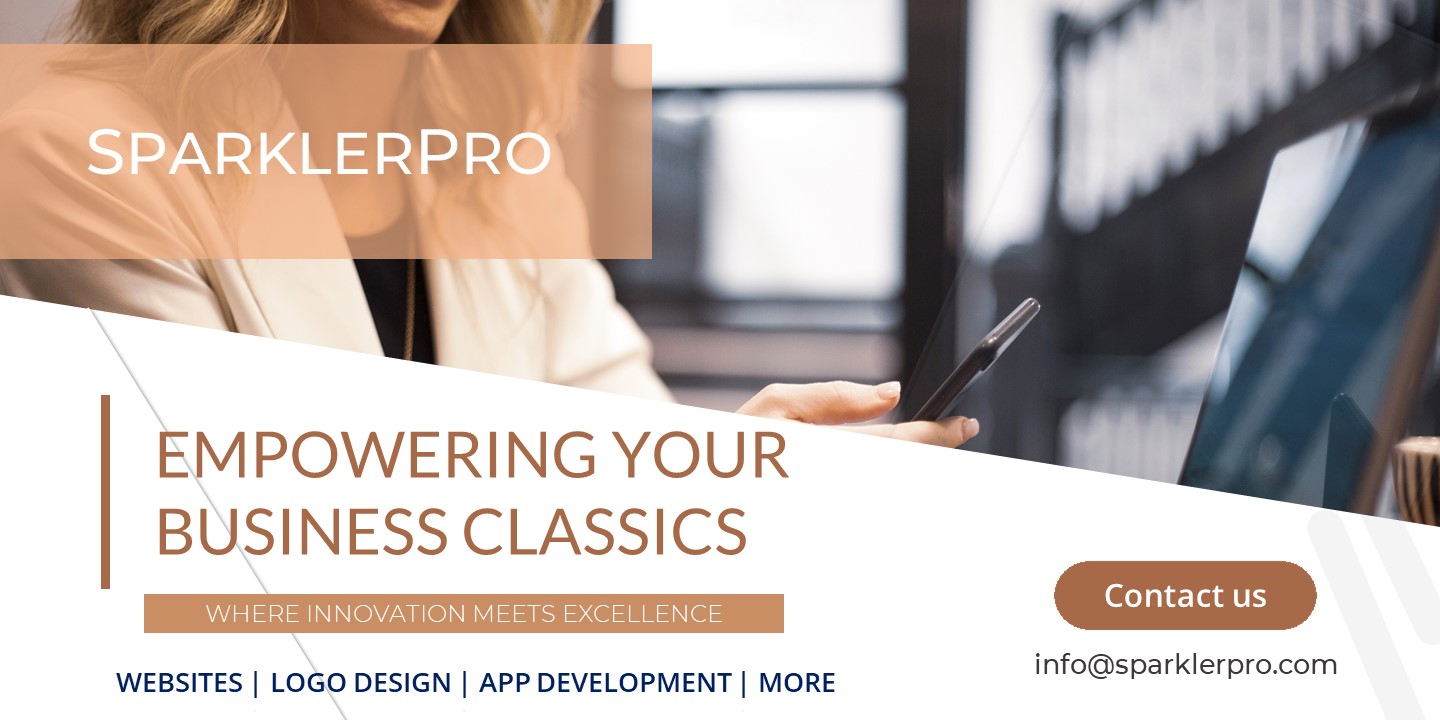 SPARKLERPRO
EMPOWERING YOUR
BUSINESS CLASSICS
WHERE INNOVATION MEETS EXCELLENCE
WEBSITES | LOGO DESIGN | APP DEVELOPMENT | MORE
Contact us
info@sparklerpro.com